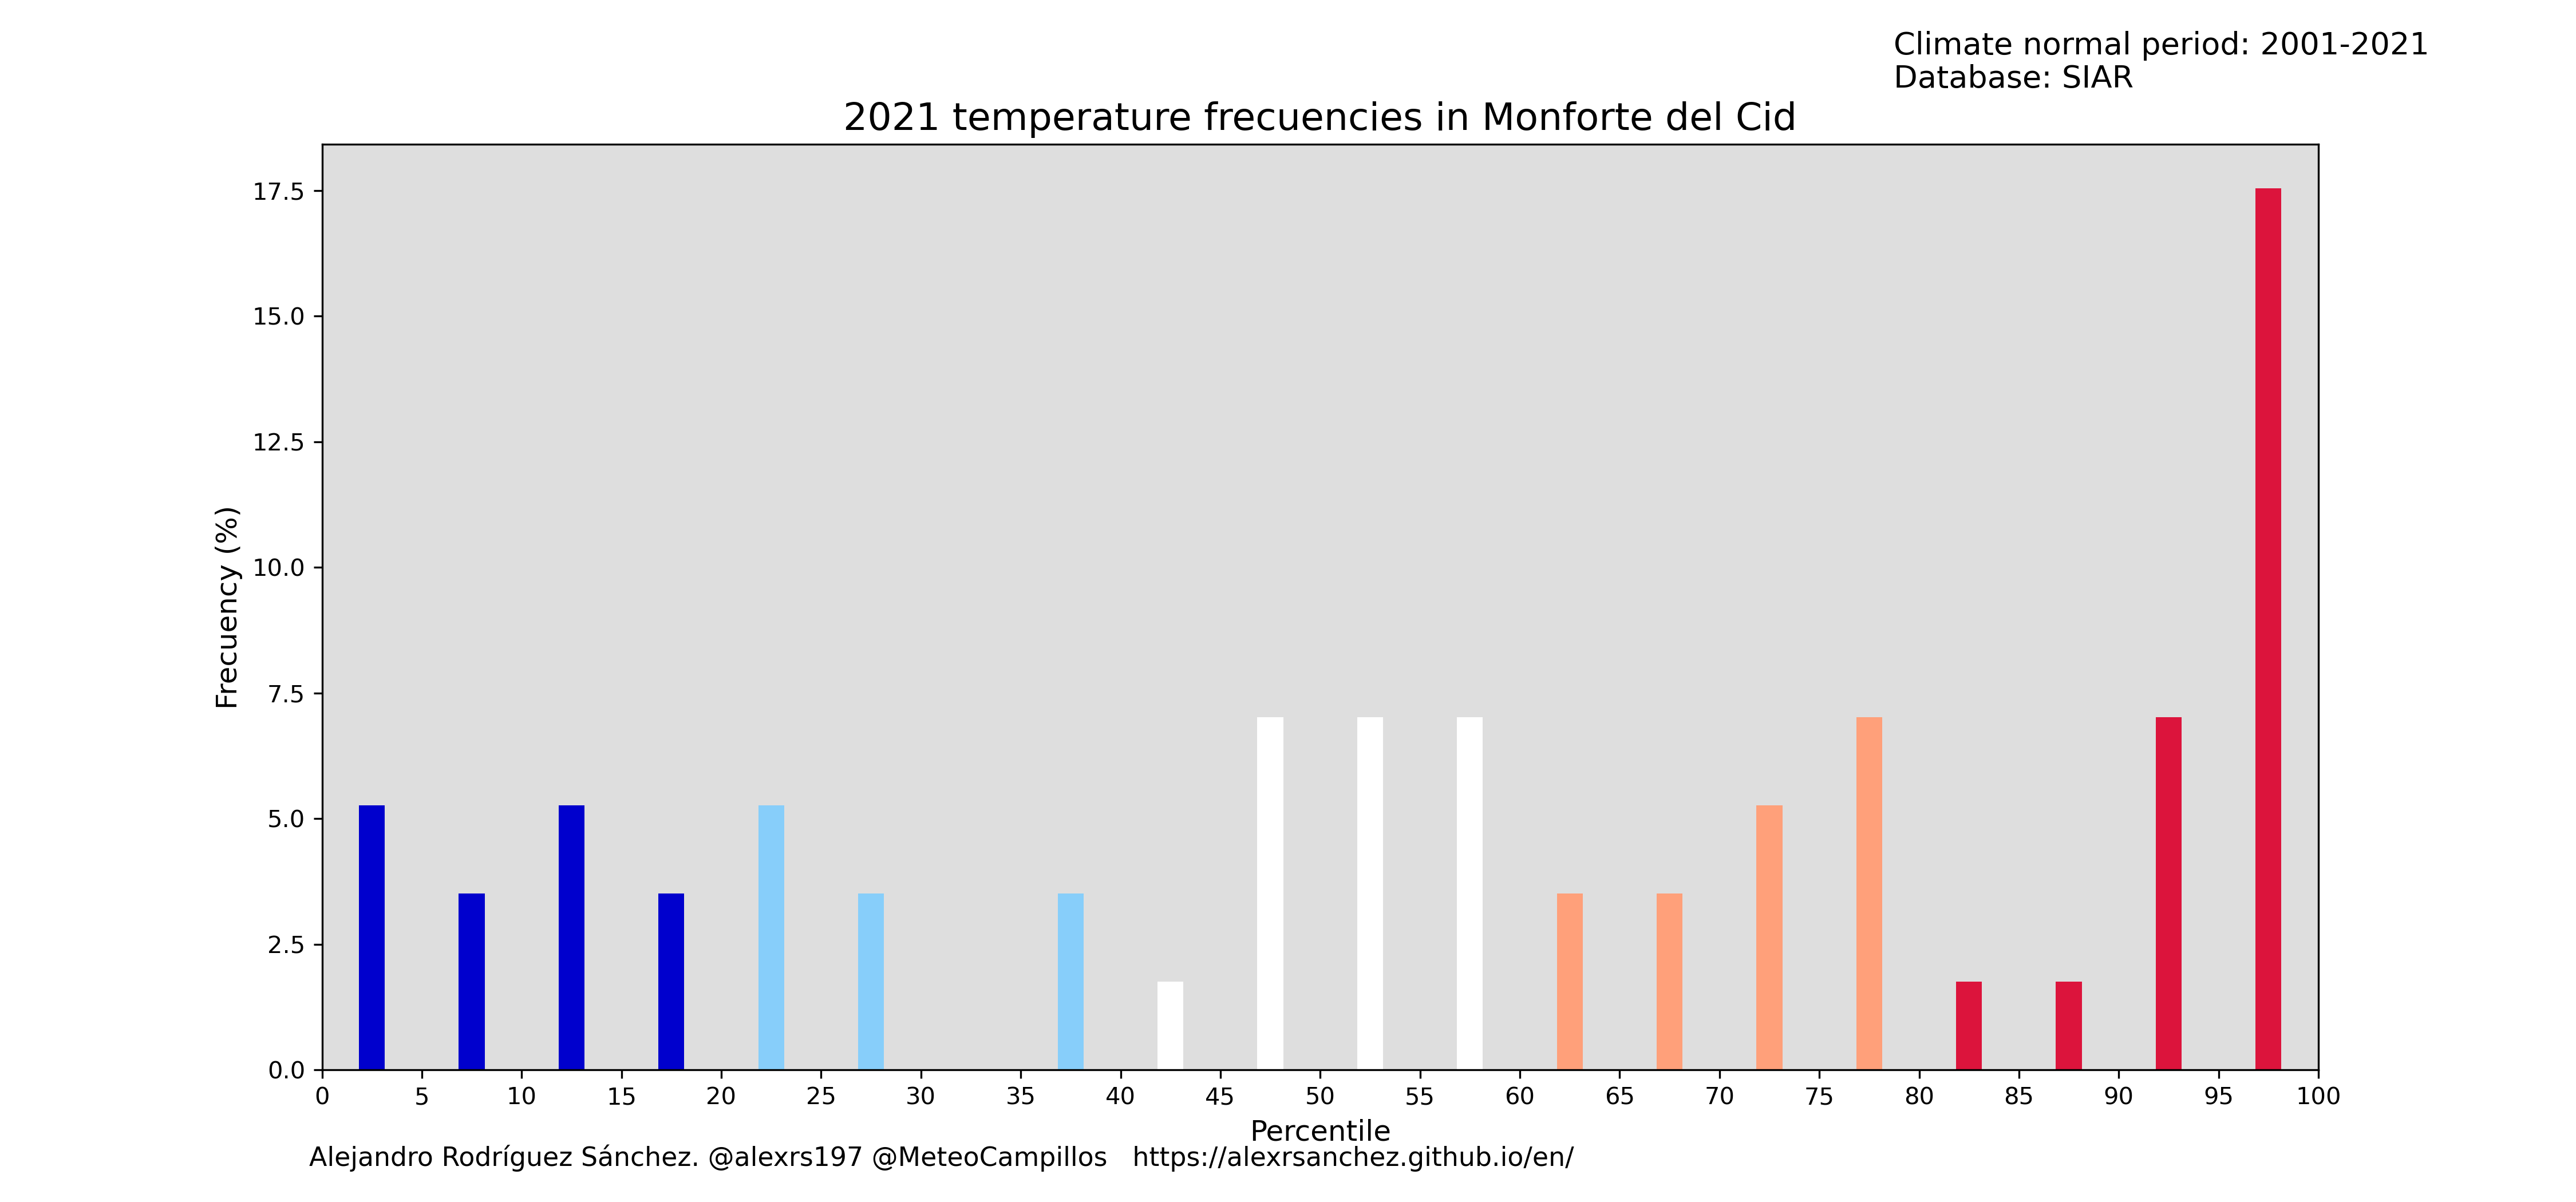 Climate normal period: 2001-2021
Database: SIAR
2021 temperature frecuencies in Monforte del Cid
Frecuency (%)
17.5
15.0
12.5
10.0
7.5
5.0
2.5
0.0
0 5 10 15 20 25 30 35 40 45 50 55 60 65 70 75 80 85 90 95 100
Percentile
Alejandro Rodríguez Sánchez. @alexrs197 @MeteoCampillos https://alexrsanchez.github.io/en/